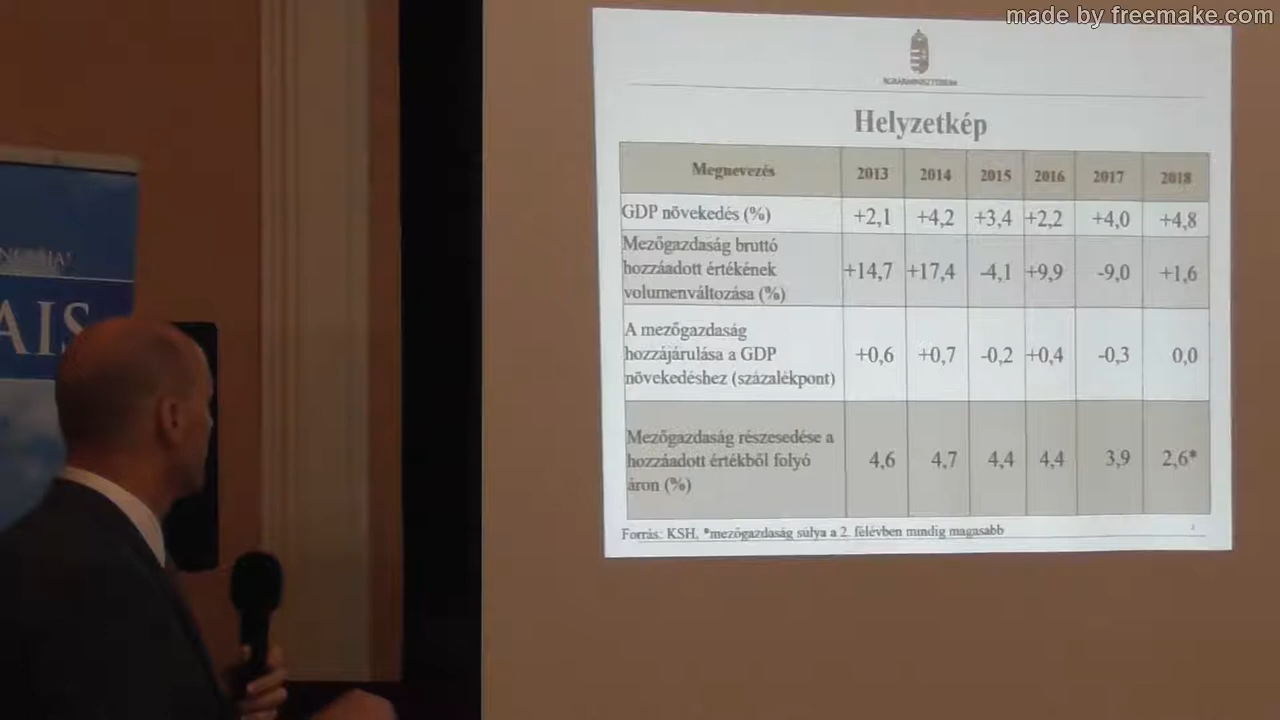 made by freemake.com
AGRÁRMINISZTÉRIUM
Helyzetkép
Megnevezés 2013 2014 2015 2016 2017 2018
GDP növekedés (%) +2,1 +4,2 +3,4 +2,2 +4,0 +4,8
Mezőgazdaság bruttó
hozzáadott értékének +14,7 +17,4 -4,1 +9,9 -9,0 +1,6
volumenváltozása (%)
A mezőgazdaság
hozzájárulása a GDP +0,6 +0,7 -0,2 +0,4 -0,3 0,0
növekedéshez (százalékpont)
Mezőgazdaság részesedése a
hozzáadott értékből folyó 4,6 4,7 4,4 4,4 3,9 2,6*
áron (%)
Forrás: KSH, *mezőgazdaság súlya a 2. félévben mindig magasabb
AIS